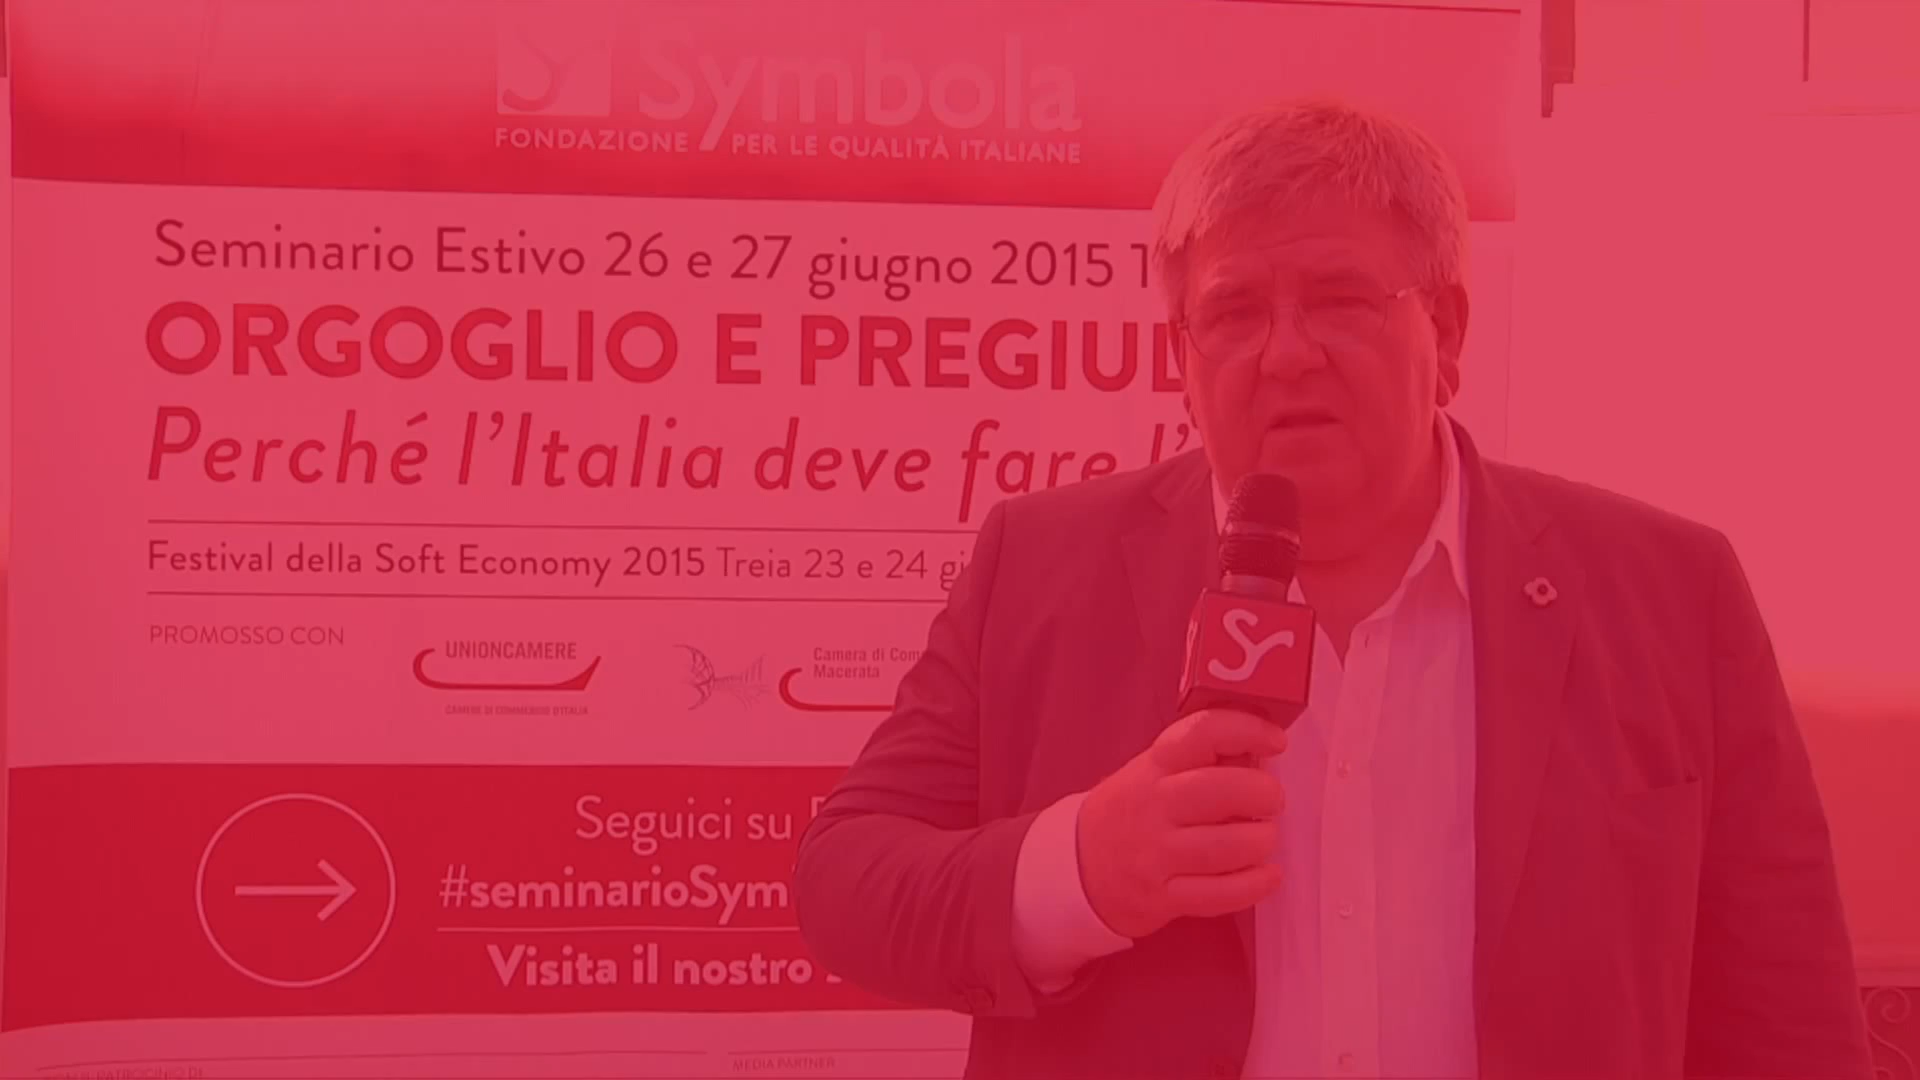 Symbola
FONDAZIONE PER LE QUALITÀ ITALIANE
Seminario Estivo 26 e 27 giugno 2015 T
ORGOGLIO E PREGIU
Perché l'Italia deve fare l'
Festival della Soft Economy 2015 Treia 23 e 24 gi
PROMOSSO CON
UNIONCAMERE
CAMERE DI COMMERCIO D'ITALIA
Camera di Com
Macerata
Seguici su
#seminarioSym
Visita il nostro
MEDIA PARTNER
Sy